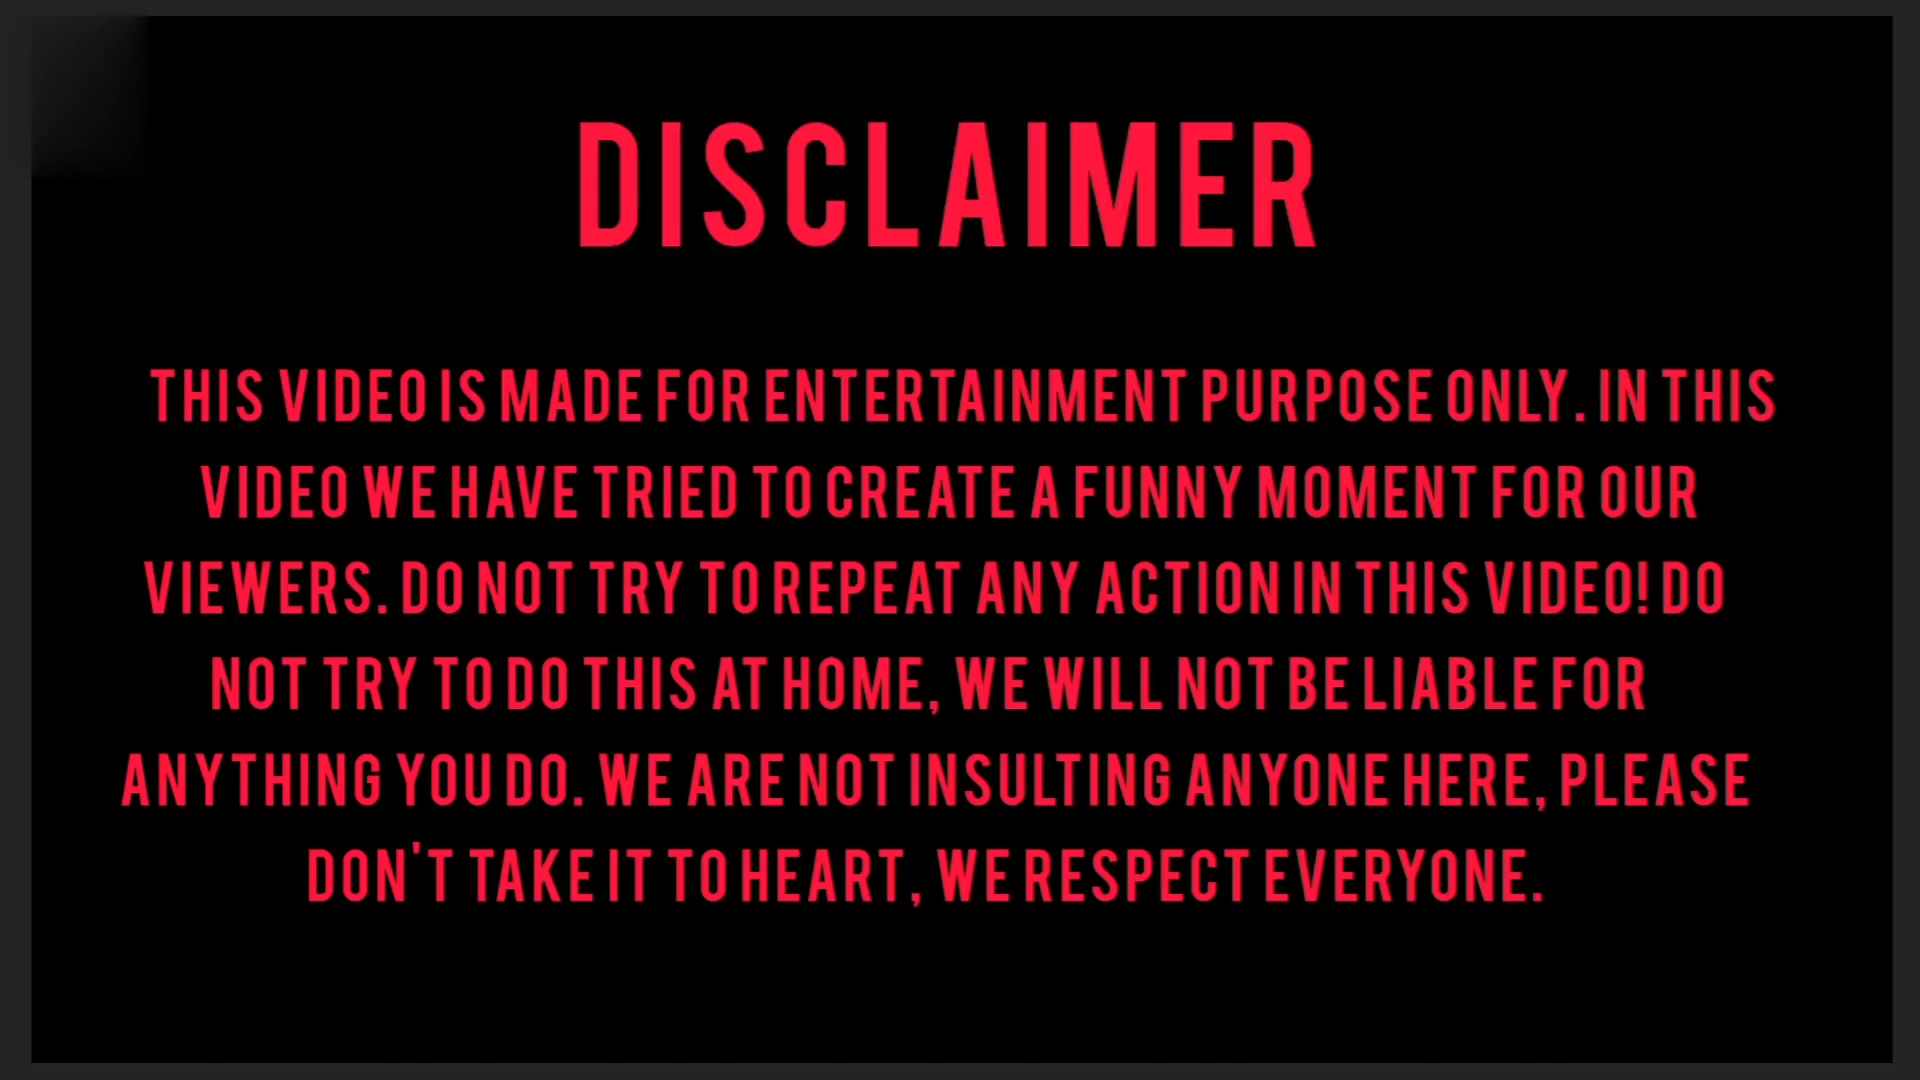 DISCLAIMER
THIS VIDEO IS MADE FOR ENTERTAINMENT PURPOSE ONLY. IN THIS
VIDEO WE HAVE TRIED TO CREATE A FUNNY MOMENT FOR OUR
VIEWERS. DO NOT TRY TO REPEAT ANY ACTION IN THIS VIDEO! DO
NOT TRY TO DO THIS AT HOME, WE WILL NOT BE LIABLE FOR
ANYTHING YOU DO. WE ARE NOT INSULTING ANYONE HERE, PLEASE
DON'T TAKE IT TO HEART, WE RESPECT EVERYONE.